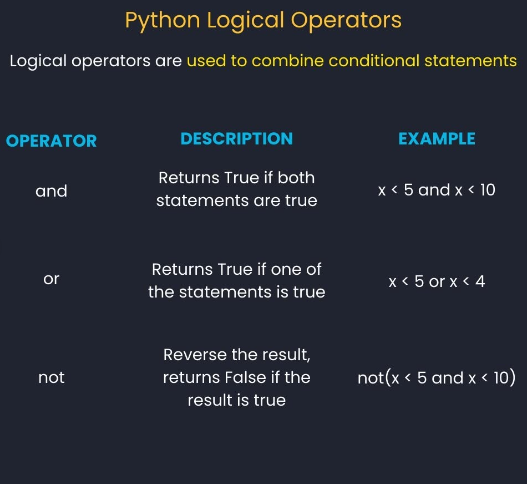 Python Logical Operators
Logical operators are used to combine conditional statements
OPERATOR DESCRIPTION EXAMPLE
and Returns True if both statements are true x < 5 and x < 10
or Returns True if one of the statements is true x < 5 or x < 4
not Reverse the result, returns False if the result is true not(x < 5 and x < 10)